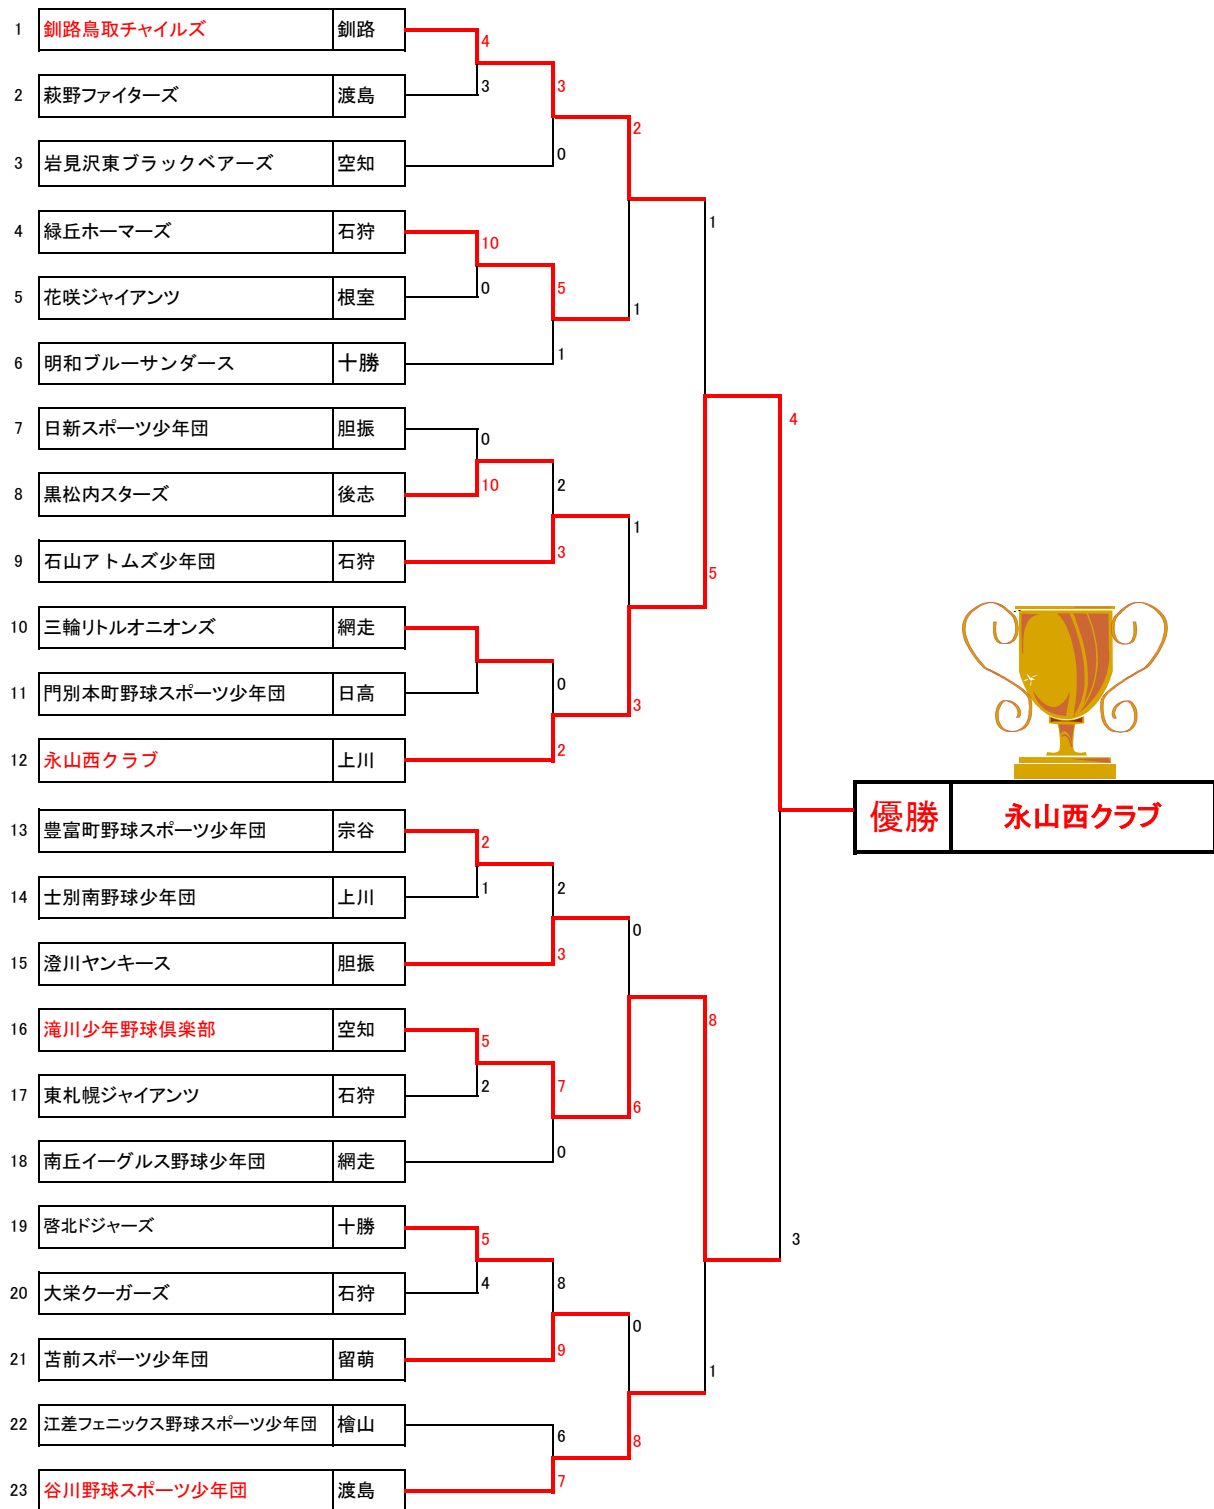 1 釧路鳥取チャイルズ 釧路
4
2 萩野ファイターズ 渡島
3
3
3 岩見沢東ブラックベアーズ 空知
0
2
4 緑丘ホーマーズ 石狩
10
1
5 花咲ジャイアンツ 根室
0
5
1
6 明和ブルーサンダース 十勝
1
7 日新スポーツ少年団 胆振
0
4
8 黒松内スターズ 後志
10
2
1
9 石山アトムズ少年団 石狩
3
5
10 三輪リトルオニオンズ 網走
11 門別本町野球スポーツ少年団 日高
0
3
12 永山西クラブ 上川
2
優勝 永山西クラブ
13 豊富町野球スポーツ少年団 宗谷
2
14 士別南野球少年団 上川
1
2
0
15 澄川ヤンキース 胆振
3
16 滝川少年野球倶楽部 空知
5
8
17 東札幌ジャイアンツ 石狩
2
7
6
18 南丘イーグルス野球少年団 網走
0
19 啓北ドジャーズ 十勝
5
3
20 大栄クーガーズ 石狩
4
8
0
21 苫前スポーツ少年団 留萌
9
1
22 江差フェニックス野球スポーツ少年団 檜山
6
8
23 谷川野球スポーツ少年団 渡島
7